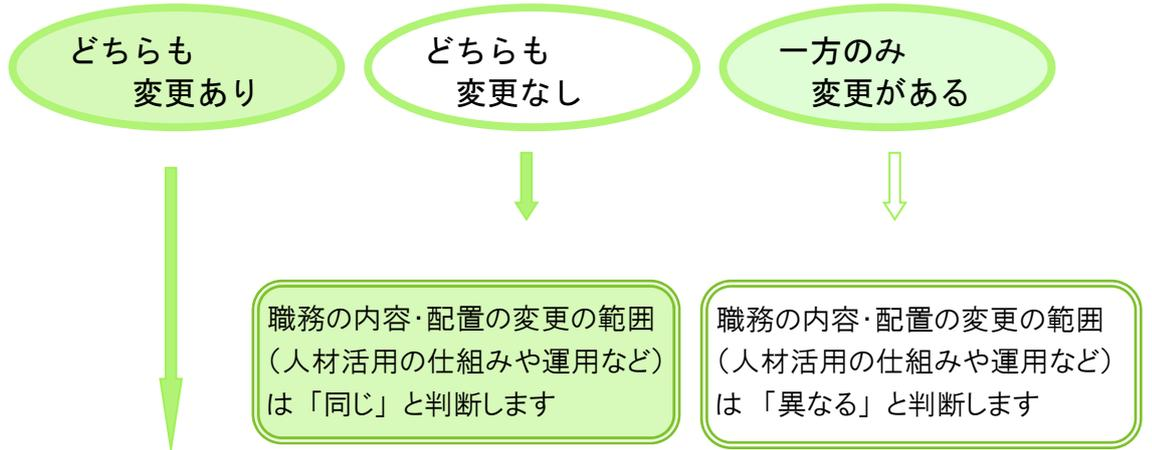 どちらも
変更あり
どちらも
変更なし
一方のみ
変更がある
職務の内容・配置の変更の範囲
（人材活用の仕組みや運用など）
は「同じ」と判断します
職務の内容・配置の変更の範囲
（人材活用の仕組みや運用など）
は 「異なる」と判断します